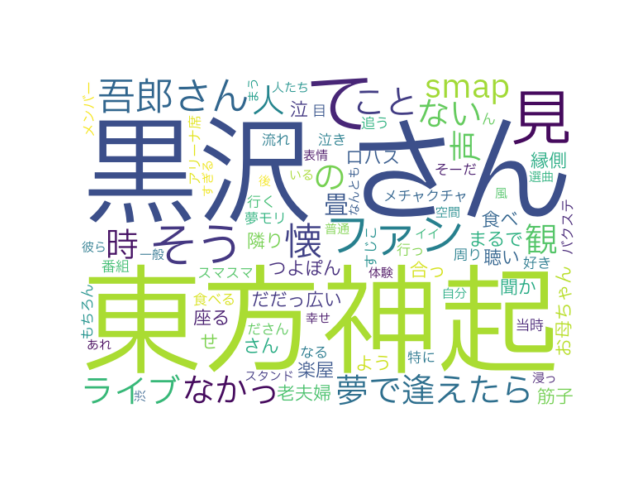 メンバー
吾郎さん
人
人たち
まう
泣
目
て
こと
追う
smap
ない
ん
見
アリーナ席
すぎる
流れ
泣き
表情
ロハス
声
縁側
選曲
黒沢さん
後
いる
なんとも
の
そーだ
メチャクチャ
風
畳
空間
食べ
バクステ
行く
夢モリ
時
そう
隣り
懐
普通
ファン
すじこ
行っ
周り
まるで
観
聴い
好き
彼ら
一般
番組
スマスマ
つよぽん
体験
合っ
自分
聞か
お母ちゃん
もちろん
東方神起
食べる
だだっ広い
幸せ
座る
せ
ださん
さん
当時
あれ
なる
楽屋
よう
特に
ライブ
なかっ
スタンド
老夫婦
夢で逢えたら
浸っ
筋子
渋